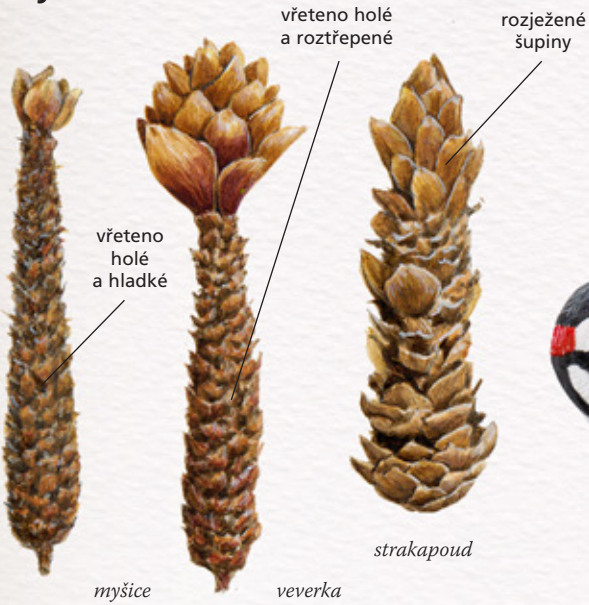 vřeteno holé
a roztřepené
rozježené
šupiny
vřeteno
holé
a hladké
strakapoud
myšice
veverka